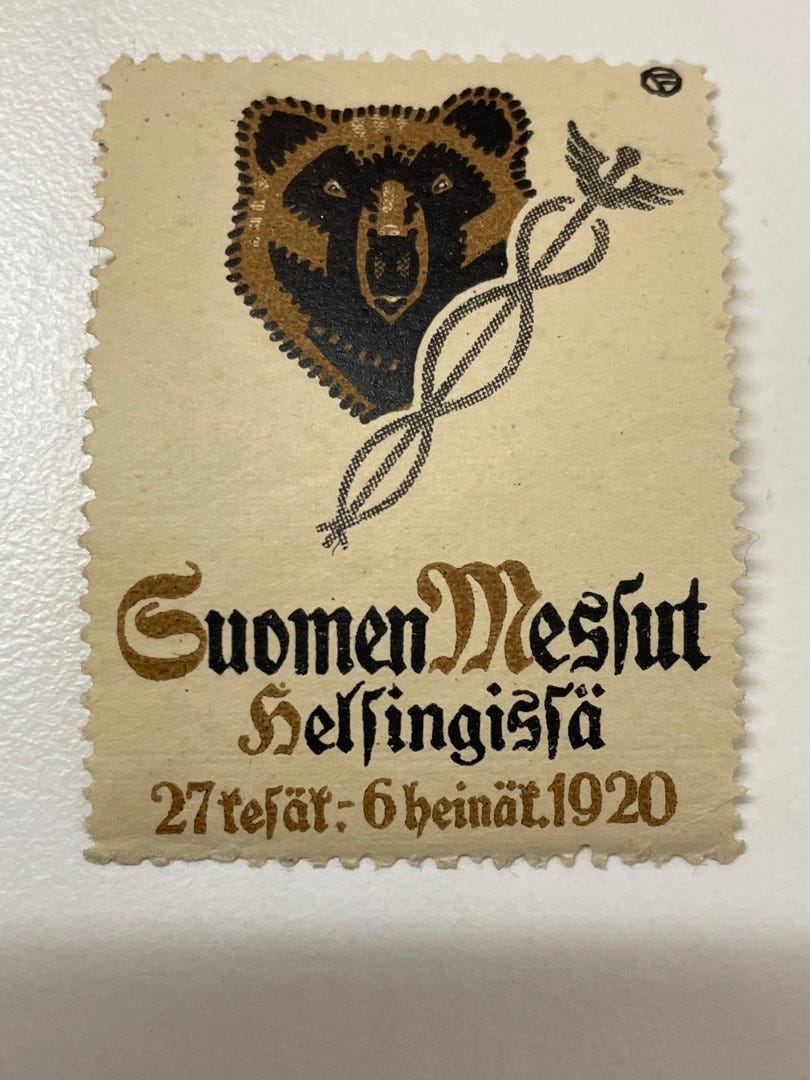 Suomen Messut
Helsingissä
27 kesäk:- 6 heinäk.1920